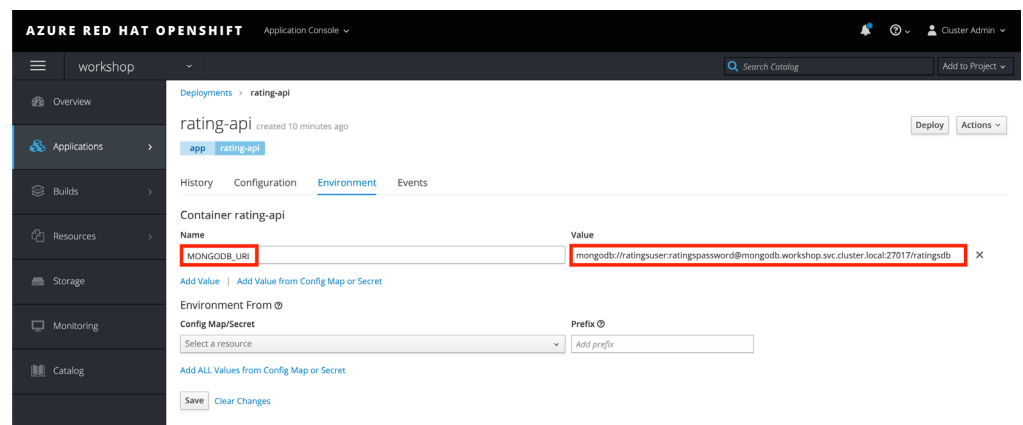 AZURE RED HAT OPENSHIFT Application Console Cluster Admin
workshop Search Catalog Add to Project
Overview
Applications
Builds
Resources
Storage
Monitoring
Catalog
Deployments > rating-api
rating-api created 10 minutes ago
Deploy Actions
app rating-api
History Configuration Environment Events
Container rating-api
Name Value
MONGODB_URI mongodb://ratingsuser:ratingspassword@mongodb.workshop.svc.cluster.local:27017/ratingsdb
Add Value | Add Value from Config Map or Secret
Environment From
Config Map/Secret Prefix
Select a resource Add prefix
Add ALL Values from Config Map or Secret
Save Clear Changes